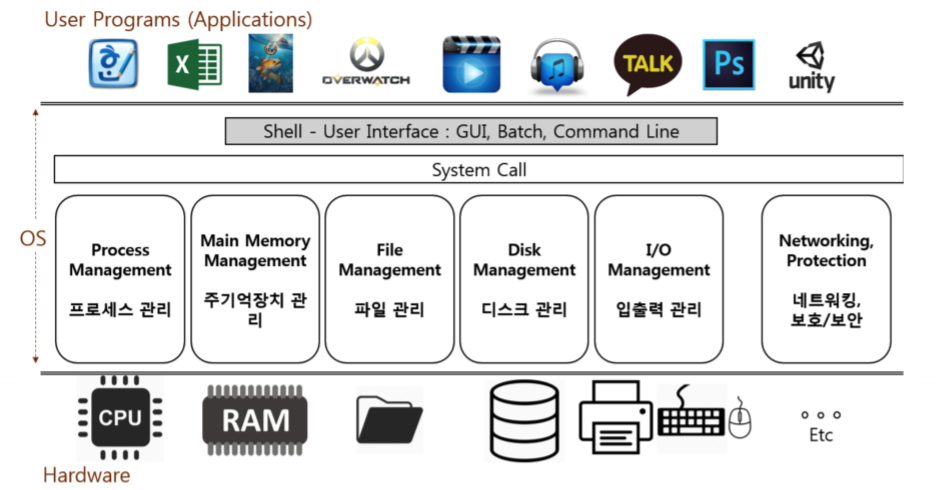 User Programs (Applications)
X
OVERWATCH
TALK
Ps
unity
Shell - User Interface : GUI, Batch, Command Line
System Call
OS
Process
Management
프로세스 관리
Main Memory
Management
주기억장치 관
리
File
Management
파일 관리
Disk
Management
디스크 관리
I/O
Management
입출력 관리
Networking,
Protection
네트워킹,
보호/보안
CPU
RAM
Etc
Hardware